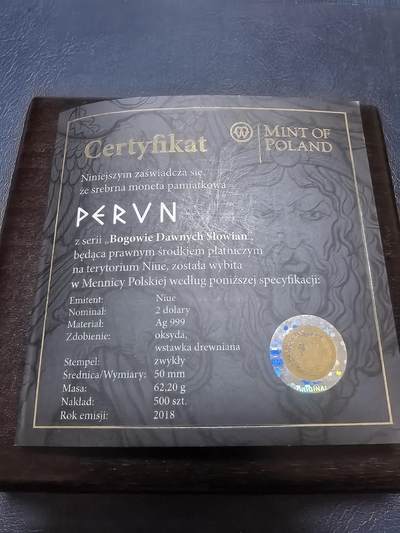 Certyfikat
MINT OF
POLAND
Niniejszym zaświadcza się,
że srebrna moneta pamiątkowa
PERVN
z serii „Bogowie Dawnych Słowian”,
będąca prawnym środkiem płatniczym
na terytorium Niue, została wybita
w Mennicy Polskiej według poniższej specyfikacji:
Emitent: Niue
Nominał: 2 dolary
Materiał: Ag 999
Zdobienie: oksyda,
wstawka drewniana
Stempel: zwykły
Średnica/Wymiary: 50 mm
Masa: 62,20 g
Nakład: 500 szt.
Rok emisji: 2018
ORIGINAL